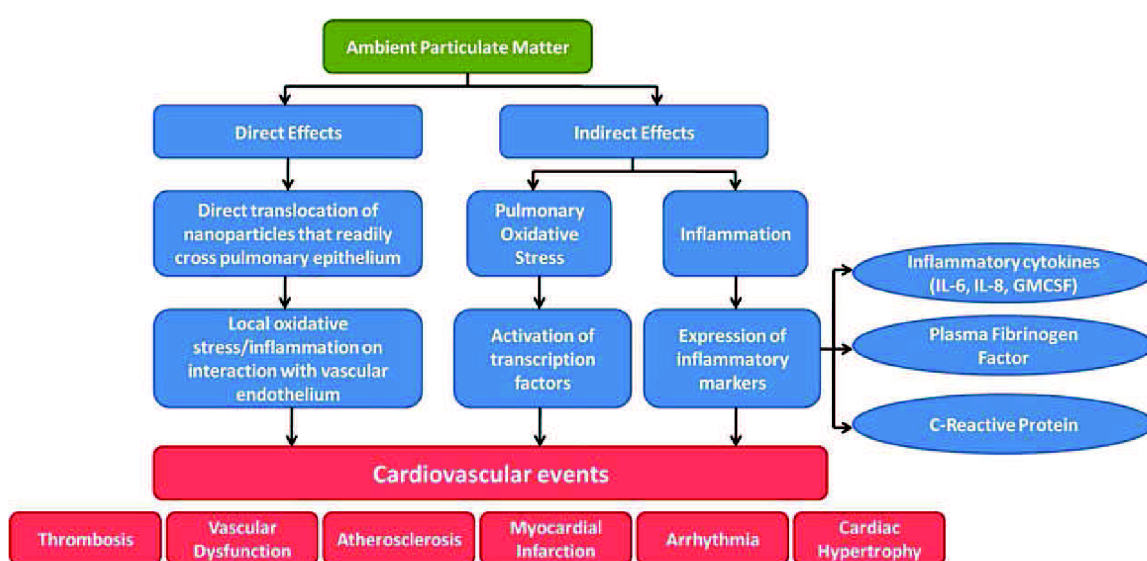 Ambient Particulate Matter
Direct Effects
Indirect Effects
Direct translocation of
nanoparticles that readily
cross pulmonary epithelium
Pulmonary
Oxidative
Stress
Inflammation
Inflammatory cytokines
(IL-6, IL-8, GMCSF)
Local oxidative
stress/inflammation on
interaction with vascular
endothelium
Activation of
transcription
factors
Expression of
inflammatory
markers
Plasma Fibrinogen
Factor
C-Reactive Protein
Cardiovascular events
Thrombosis
Vascular
Dysfunction
Atherosclerosis
Myocardial
Infarction
Arrhythmia
Cardiac
Hypertrophy